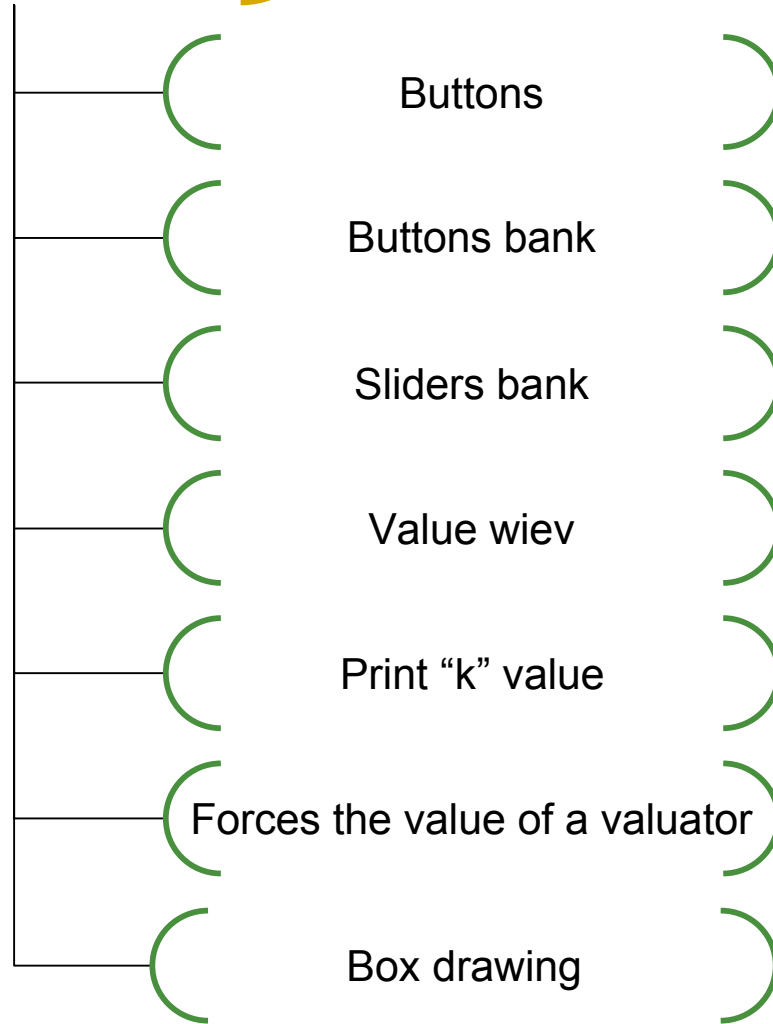 Buttons
Buttons bank
Sliders bank
Value wiev
Print “k” value
Forces the value of a valuator
Box drawing